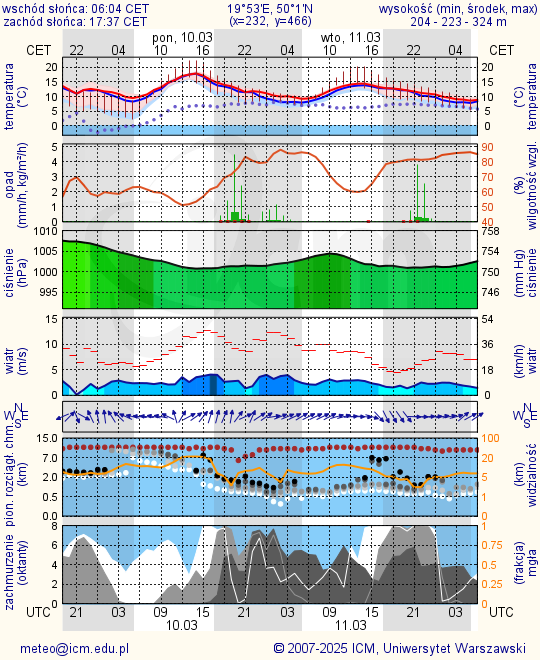 wschód słońca: 06:04 CET 19°53'E, 50°1'N wysokość (min, środek, max)
zachód słońca: 17:37 CET (x=232, y=466) 204 - 223 - 324 m
pon, 10.03 wto, 11.03
CET 22 04 10 16 22 04 10 16 22 04 CET
temperatura
(°C)
20
15
10
5
0
20
15
10
5
0
(°C)
temperatura
opad
(mm/h, kg/m²/h)
5
4
3
2
1
0
90
80
70
60
50
40
(%)
wilgotność wzgl.
ciśnienie
(hPa)
1010
1005
1000
995
758
754
750
746
(mm Hg)
ciśnienie
wiatr
(m/s)
15
10
5
0
54
36
18
0
(km/h)
wiatr
N
W E
S
N
W E
S
pion. rozciągł. chm.
(km)
15.0
7.0
2.0
0.5
0.2
0.0
100
20
10
5
1
0
(km)
widzialność
zachmurzenie
(oktanty)
8
6
4
2
0
1
0.75
0.5
0.25
0
(frakcja)
mgła
UTC 21 03 09 15 21 03 09 15 21 03 UTC
10.03 11.03
meteo@icm.edu.pl © 2007-2025 ICM, Uniwersytet Warszawski